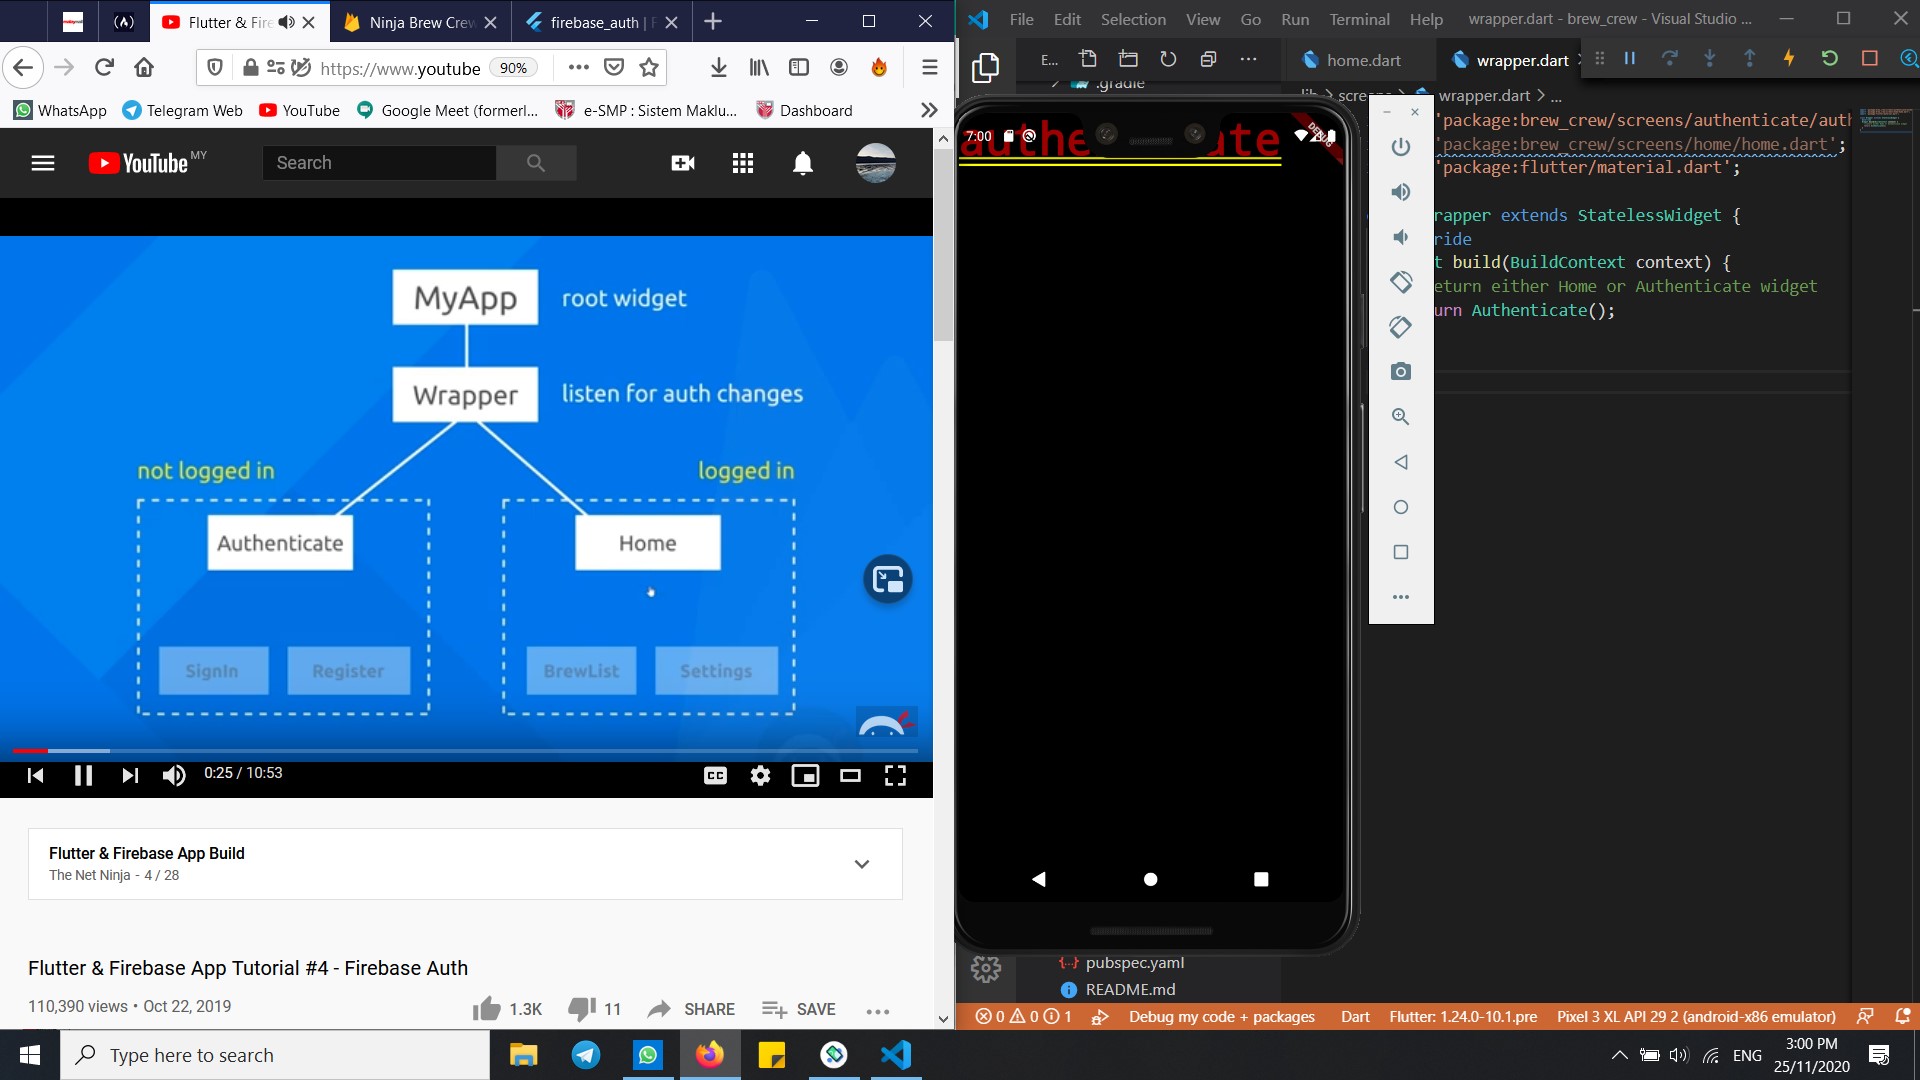 Flutter & Fire
Ninja Brew Crew
firebase_auth | F
https://www.youtube
90%
WhatsApp
Telegram Web
YouTube
Google Meet (formerl...
e-SMP : Sistem Maklu...
Dashboard
YouTube MY
Search
MyApp
root widget
Wrapper
listen for auth changes
not logged in
logged in
Authenticate
Home
SignIn
Register
BrewList
Settings
0:25 / 10:53
CC
Flutter & Firebase App Build
The Net Ninja - 4 / 28
Flutter & Firebase App Tutorial #4 - Firebase Auth
110,390 views • Oct 22, 2019
1.3K
11
SHARE
SAVE
File Edit Selection View Go Run Terminal Help
wrapper.dart - brew_crew - Visual Studio ...
E...
home.dart
wrapper.dart
.gradle
lib > screens > wrapper.dart > ...
7:00
DEBUG
'package:brew_crew/screens/authenticate/auth
'package:brew_crew/screens/home/home.dart';
'package:flutter/material.dart';
rapper extends StatelessWidget {
ride
t build(BuildContext context) {
eturn either Home or Authenticate widget
urn Authenticate();
pubspec.yaml
README.md
0 0 1
Debug my code + packages
Dart
Flutter: 1.24.0-10.1.pre
Pixel 3 XL API 29 2 (android-x86 emulator)
Type here to search
ENG
3:00 PM
25/11/2020